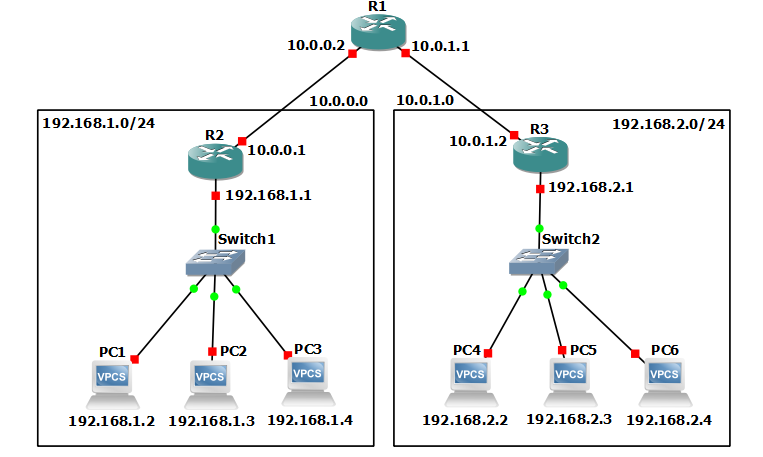 R1
10.0.0.2
10.0.1.1
10.0.0.0
10.0.1.0
192.168.1.0/24
192.168.2.0/24
R2
10.0.0.1
192.168.1.1
Switch1
PC1
PC2
PC3
VPCS
VPCS
VPCS
192.168.1.2
192.168.1.3
192.168.1.4
R3
10.0.1.2
192.168.2.1
Switch2
PC4
PC5
PC6
VPCS
VPCS
VPCS
192.168.2.2
192.168.2.3
192.168.2.4